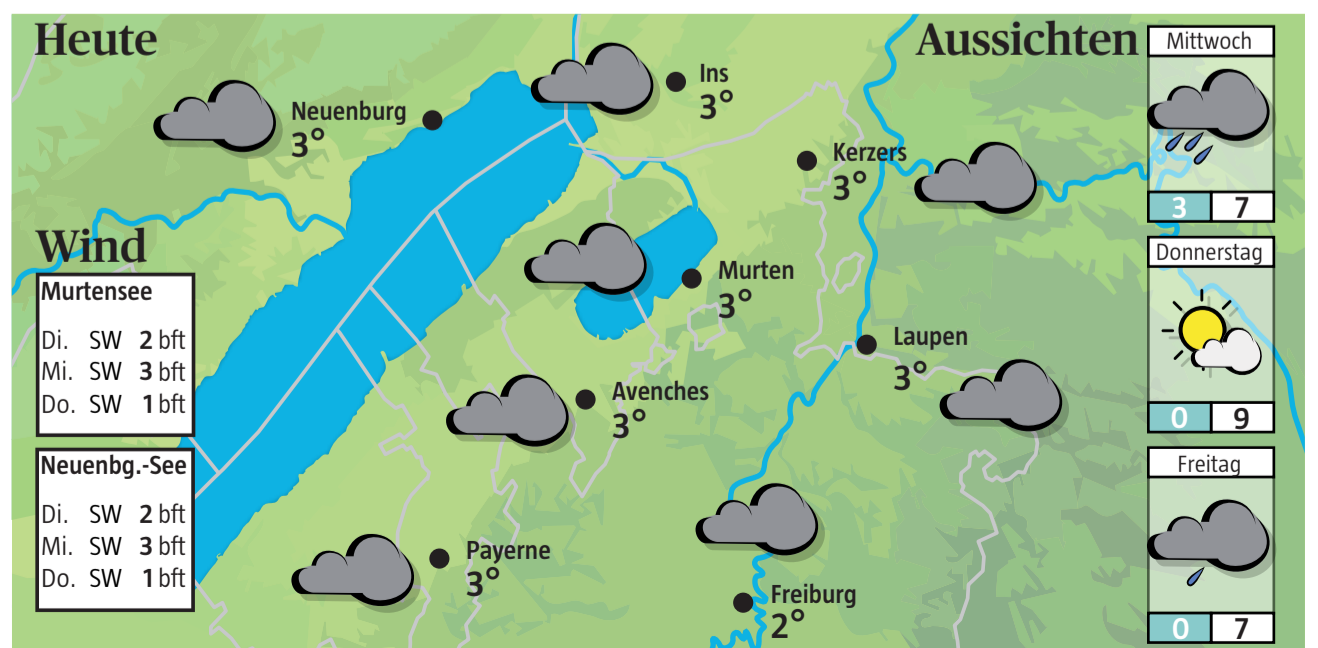 Heute
Neuenburg
3°
Ins
3°
Kerzers
3°
Murten
3°
Laupen
3°
Avenches
3°
Payerne
3°
Freiburg
2°
Wind
Murtensee
Di. SW 2 bft
Mi. SW 3 bft
Do. SW 1 bft
Neuenbg.-See
Di. SW 2 bft
Mi. SW 3 bft
Do. SW 1 bft
Aussichten
Mittwoch
3 7
Donnerstag
0 9
Freitag
0 7